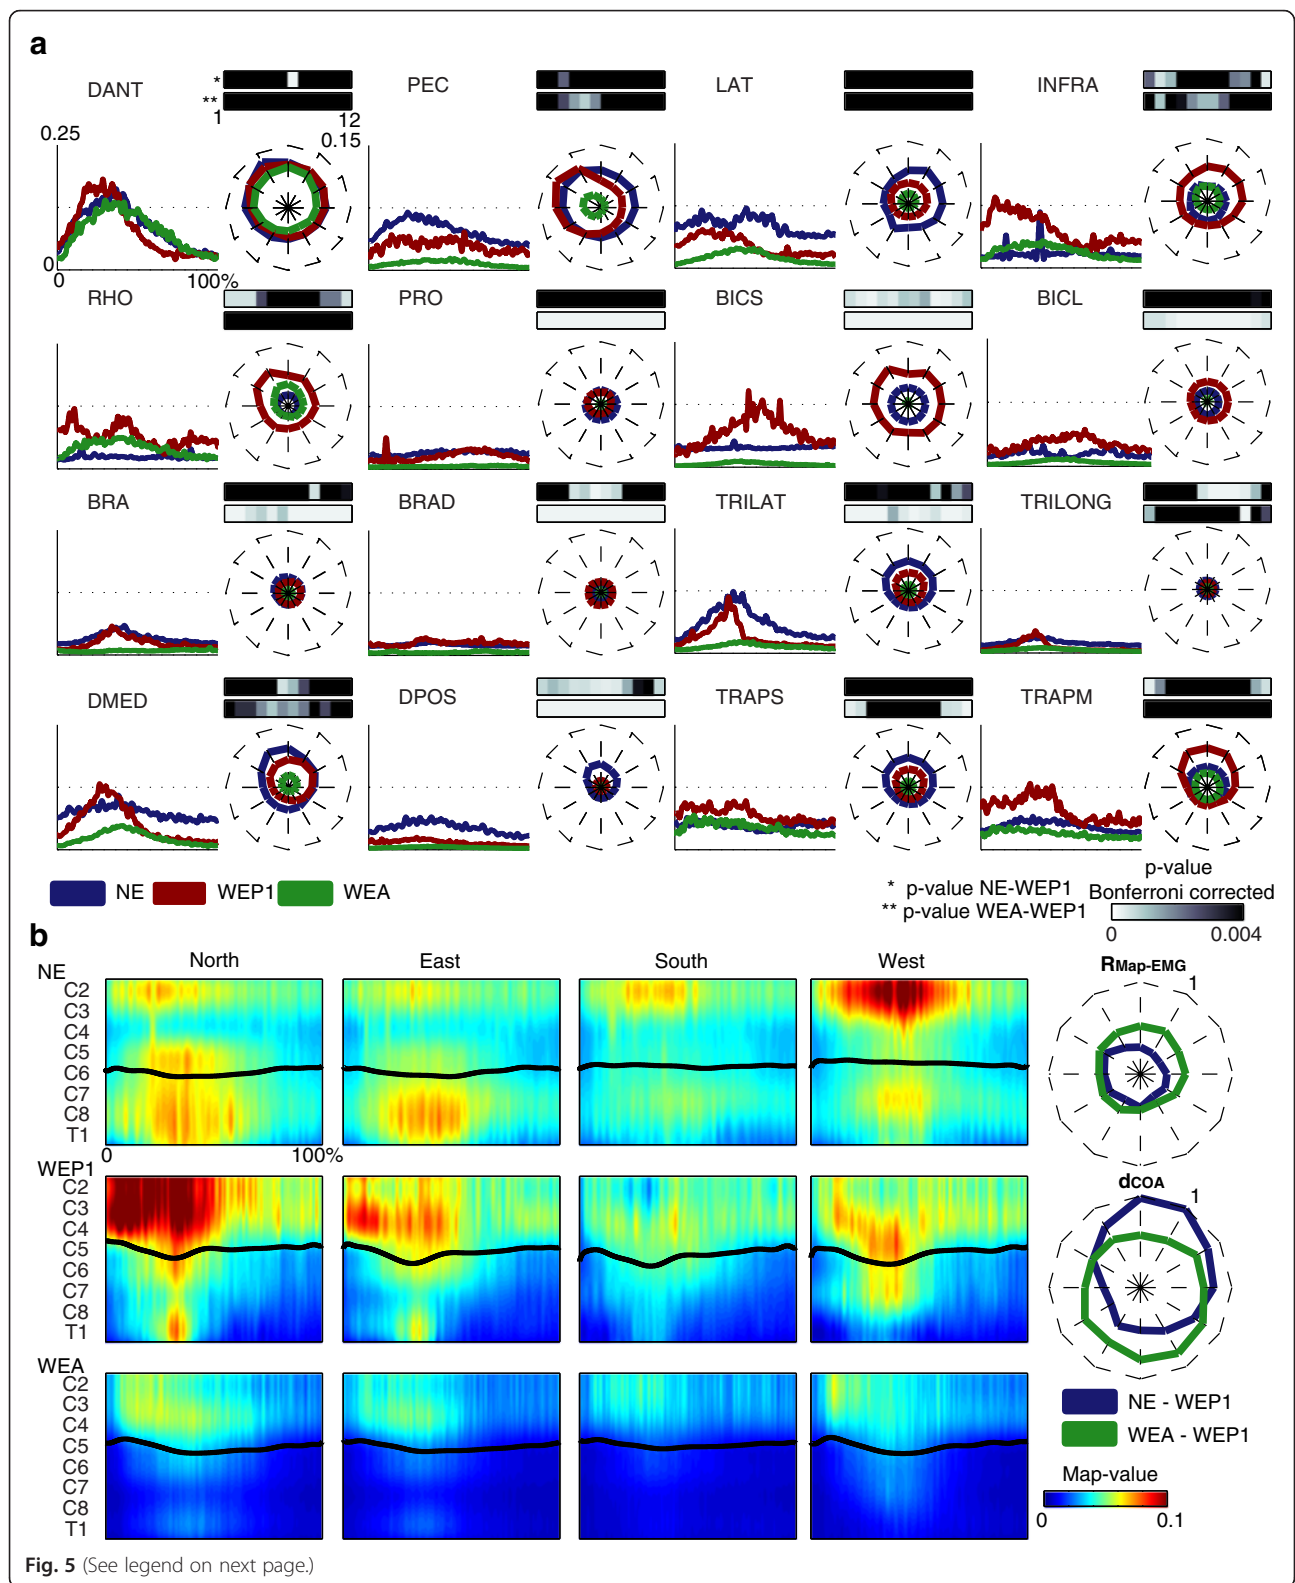 a
DANT
*
**
1
12
PEC
LAT
INFRA
0.25
0
0
100%
0.15
RHO
PRO
BICS
BICL
BRA
BRAD
TRILAT
TRILONG
DMED
DPOS
TRAPS
TRAPM
NE
WEP1
WEA
* p-value NE-WEP1
** p-value WEA-WEP1
p-value
Bonferroni corrected
0
0.004
b
North
East
South
West
NE
C2
C3
C4
C5
C6
C7
C8
T1
0
100%
RMap-EMG
1
WEP1
C2
C3
C4
C5
C6
C7
C8
T1
dCOA
1
WEA
C2
C3
C4
C5
C6
C7
C8
T1
NE - WEP1
WEA - WEP1
Map-value
0
0.1
Fig. 5 (See legend on next page.)